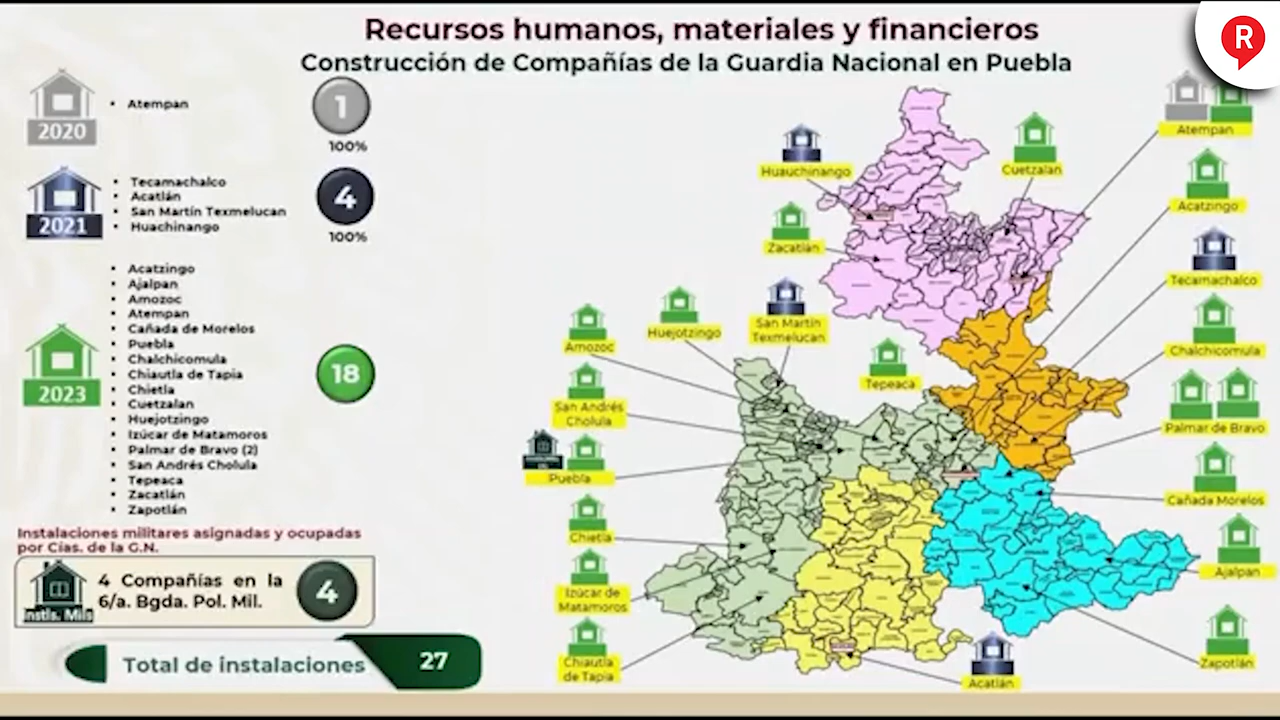 Recursos humanos, materiales y financieros
Construcción de Compañías de la Guardia Nacional en Puebla
R
2020
• Atempan
1
100%
2021
• Tecamachalco
• Acatlán
• San Martín Texmelucan
• Huachinango
4
100%
2023
• Acatzingo
• Ajalpan
• Amozoc
• Atempan
• Cañada de Morelos
• Puebla
• Chalchicomula
• Chiautla de Tapia
• Chietla
• Cuetzalan
• Huejotzingo
• Izúcar de Matamoros
• Palmar de Bravo (2)
• San Andrés Cholula
• Tepeaca
• Zacatlán
• Zapotlán
18
Instalaciones militares asignadas y ocupadas
por Cías. de la G.N.
Instls. Mils
4 Compañías en la
6/a. Bgda. Pol. Mil.
4
Total de instalaciones
27
Huauchinango
Cuetzalan
Atempan
Zacatlán
Acatzingo
Tecamachalco
Huejotzingo
San Martín
Texmelucan
Amozoc
Tepeaca
Chalchicomula
San Andrés
Cholula
Palmar de Bravo
Puebla
Cañada Morelos
Chietla
Ajalpan
Izúcar de
Matamoros
Chiautla
de Tapia
Acatlán
Zapotlán